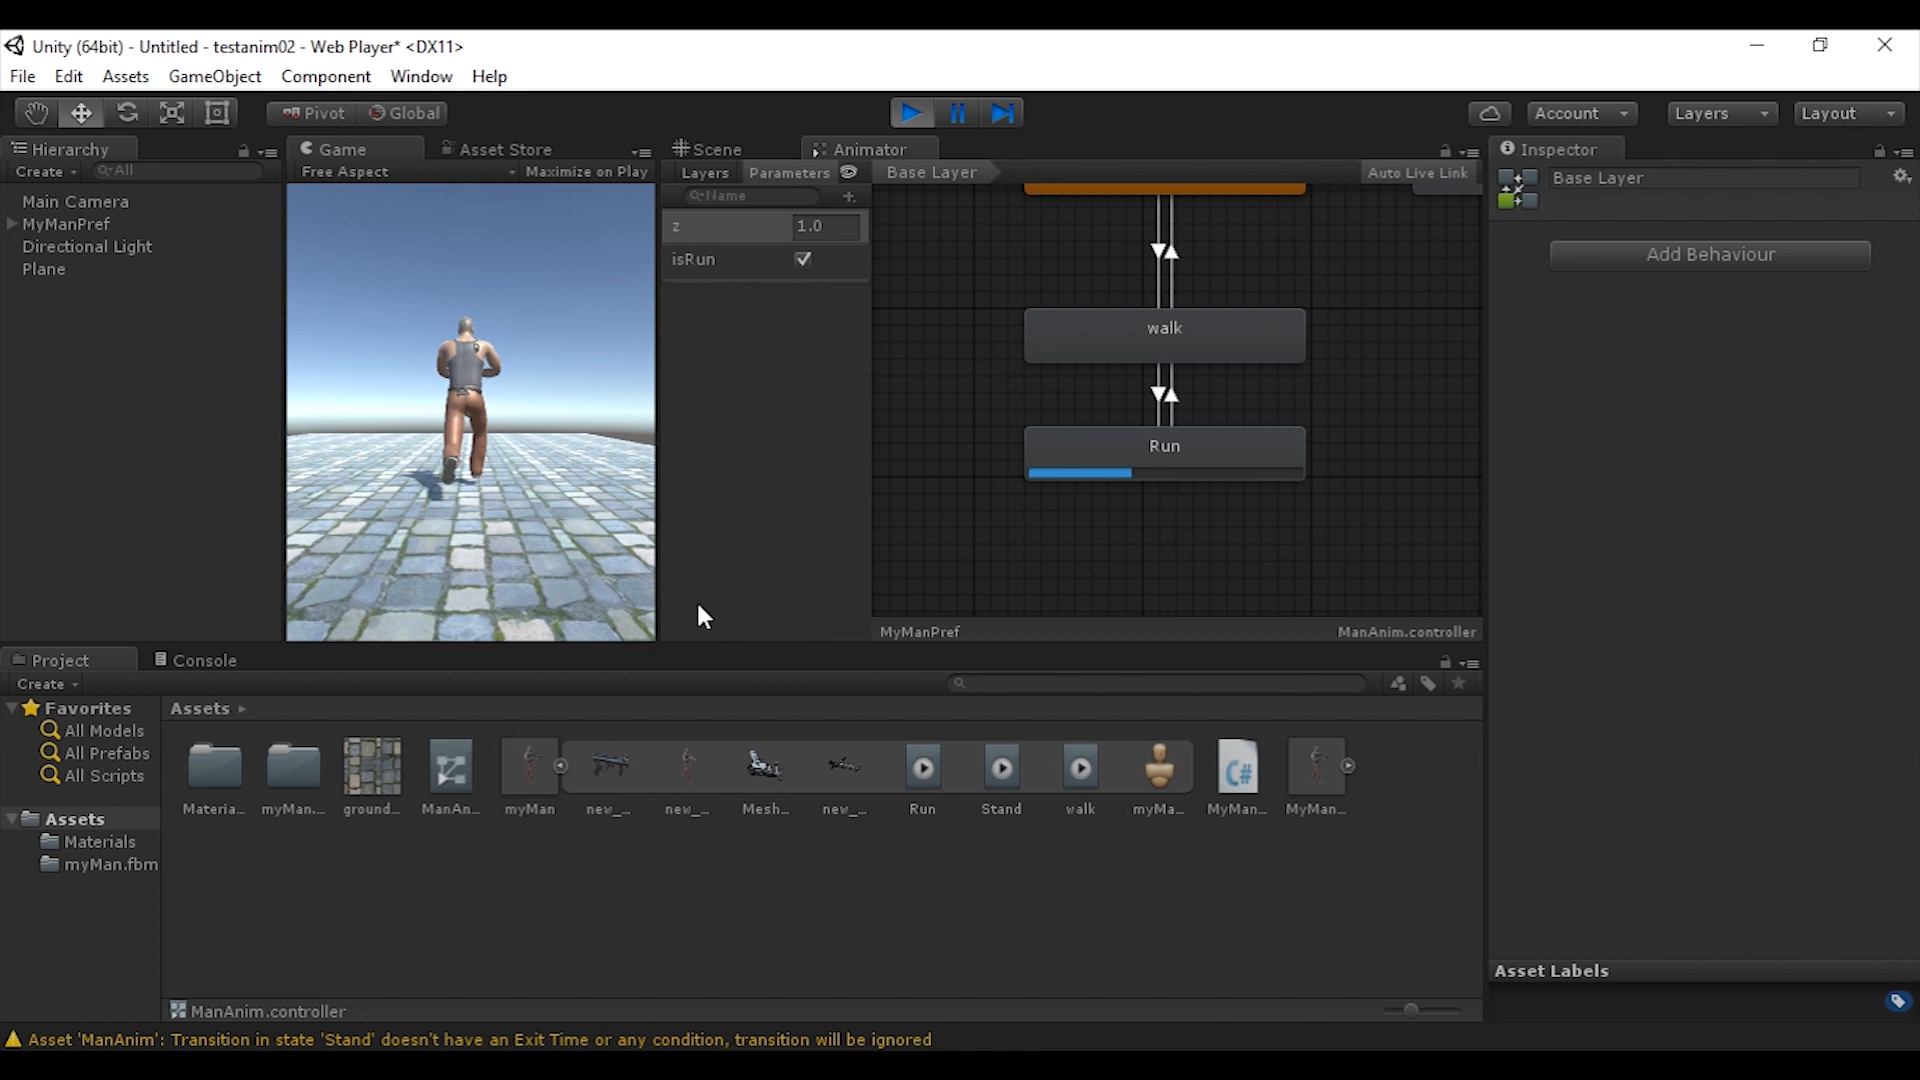 Unity (64bit) - Untitled - testanim02 - Web Player* <DX11>
File Edit Assets GameObject Component Window Help
Pivot Global Account Layers Layout
Hierarchy Game Asset Store Scene Animator Inspector
Create All Free Aspect Maximize on Play Layers Parameters Base Layer Auto Live Link Base Layer
Name
Main Camera
MyManPref
Directional Light
Plane
z 1.0
isRun
Add Behaviour
walk
Run
MyManPref ManAnim.controller
Project Console
Create
Favorites
All Models
All Prefabs
All Scripts
Assets
Materials
myMan.fbm
Assets
C#
Materia... myMan.... ground... ManAn... myMan new_... new_... Mesh... new_... Run Stand walk myMa... MyMan... MyMan...
Asset Labels
ManAnim.controller
Asset 'ManAnim': Transition in state 'Stand' doesn't have an Exit Time or any condition, transition will be ignored